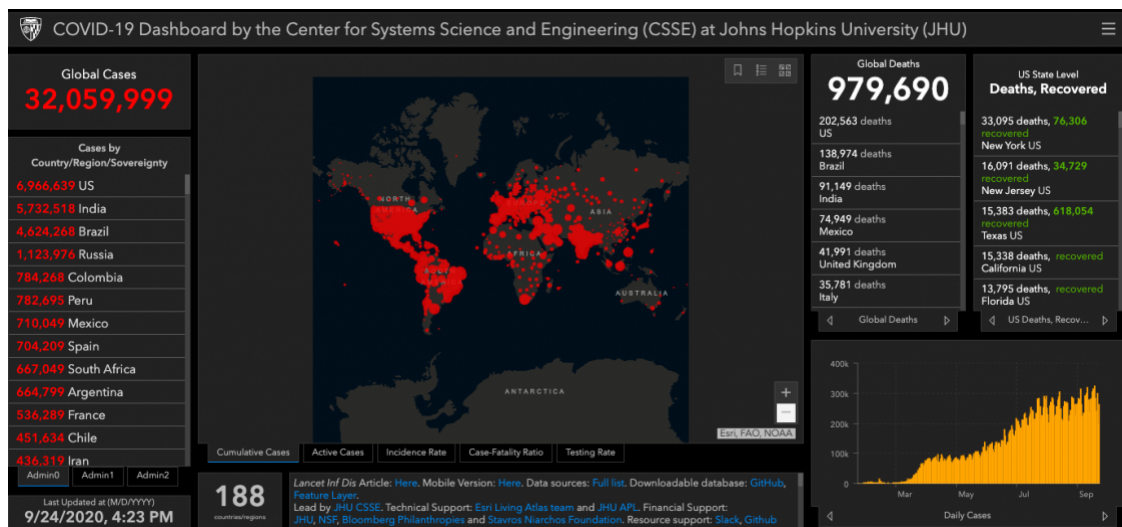 COVID-19 Dashboard by the Center for Systems Science and Engineering (CSSE) at Johns Hopkins University (JHU)
Global Cases
32,059,999
Cases by
Country/Region/Sovereignty
6,966,639 US
5,732,518 India
4,624,268 Brazil
1,123,976 Russia
784,268 Colombia
782,695 Peru
710,049 Mexico
704,209 Spain
667,049 South Africa
664,799 Argentina
536,289 France
451,634 Chile
436,319 Iran
Admin0 Admin1 Admin2
Last Updated at (M/D/YYYY)
9/24/2020, 4:23 PM
NORTH
AMERICA
EUROPE
ASIA
AFRICA
SOUTH
AMERICA
AUSTRALIA
ANTARCTICA
+
Esri, FAO, NOAA
Cumulative Cases Active Cases Incidence Rate Case-Fatality Ratio Testing Rate
188
countries/regions
Lancet Inf Dis Article: Here. Mobile Version: Here. Data sources: Full list. Downloadable database: GitHub,
Feature Layer.
Lead by JHU CSSE. Technical Support: Esri Living Atlas team and JHU APL. Financial Support:
JHU, NSF, Bloomberg Philanthropies and Stavros Niarchos Foundation. Resource support: Slack, Github
Global Deaths
979,690
202,563 deaths
US
138,974 deaths
Brazil
91,149 deaths
India
74,949 deaths
Mexico
41,991 deaths
United Kingdom
35,781 deaths
Italy
Global Deaths
US State Level
Deaths, Recovered
33,095 deaths, 76,306
recovered
New York US
16,091 deaths, 34,729
recovered
New Jersey US
15,383 deaths, 618,054
recovered
Texas US
15,338 deaths, recovered
California US
13,795 deaths, recovered
Florida US
US Deaths, Recov...
400k
300k
200k
100k
0
Mar May Jul Sep
Daily Cases